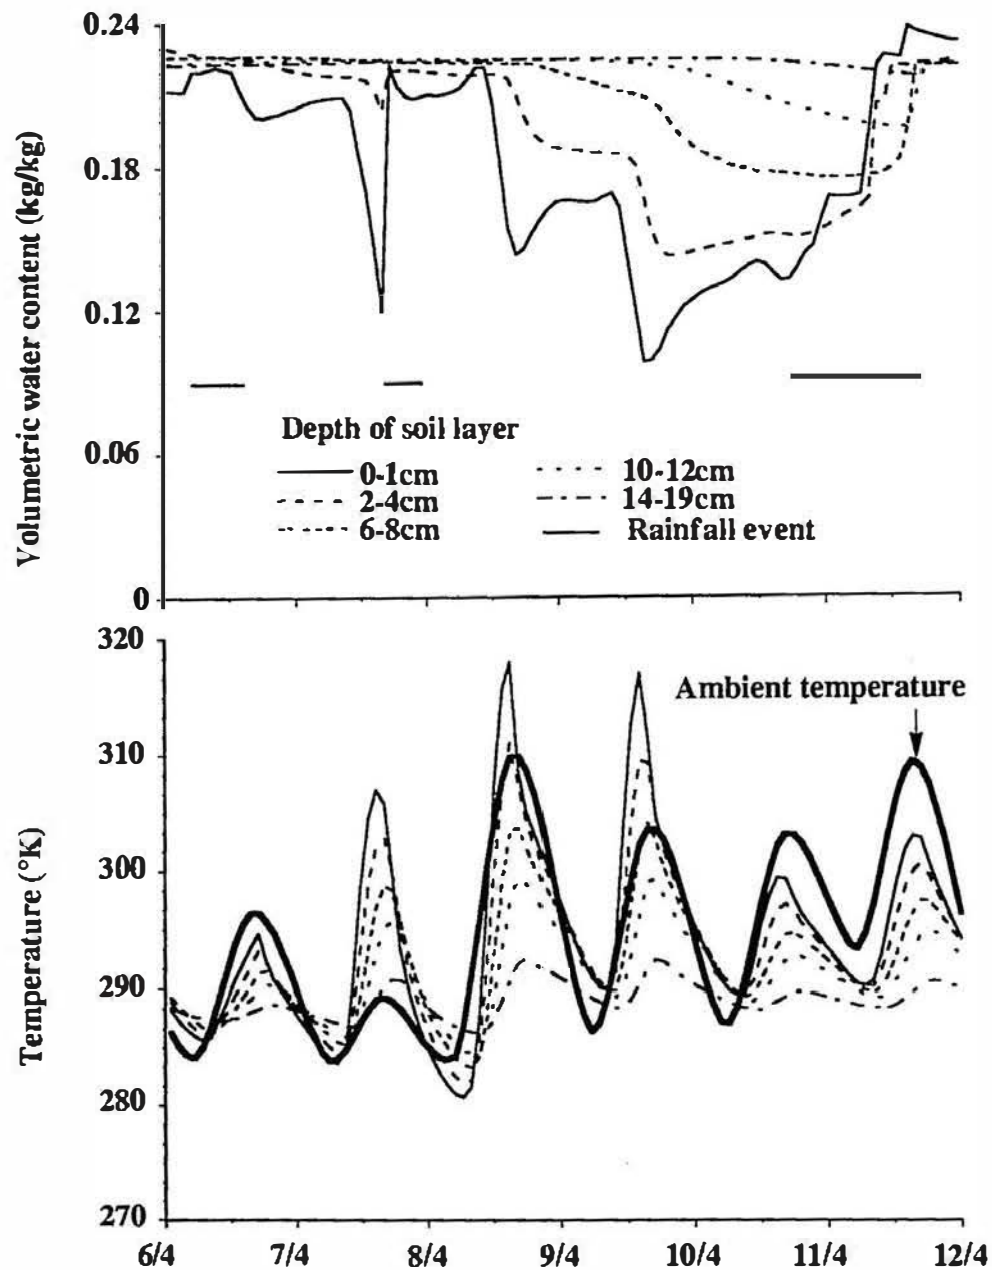 Volumetric water content (kg/kg)
0.24
0.18
0.12
0.06
0
Depth of soil layer
0-1cm
2-4cm
6-8cm
10-12cm
14-19cm
Rainfall event
Temperature (°K)
320
310
300
290
280
270
Ambient temperature
6/4 7/4 8/4 9/4 10/4 11/4 12/4